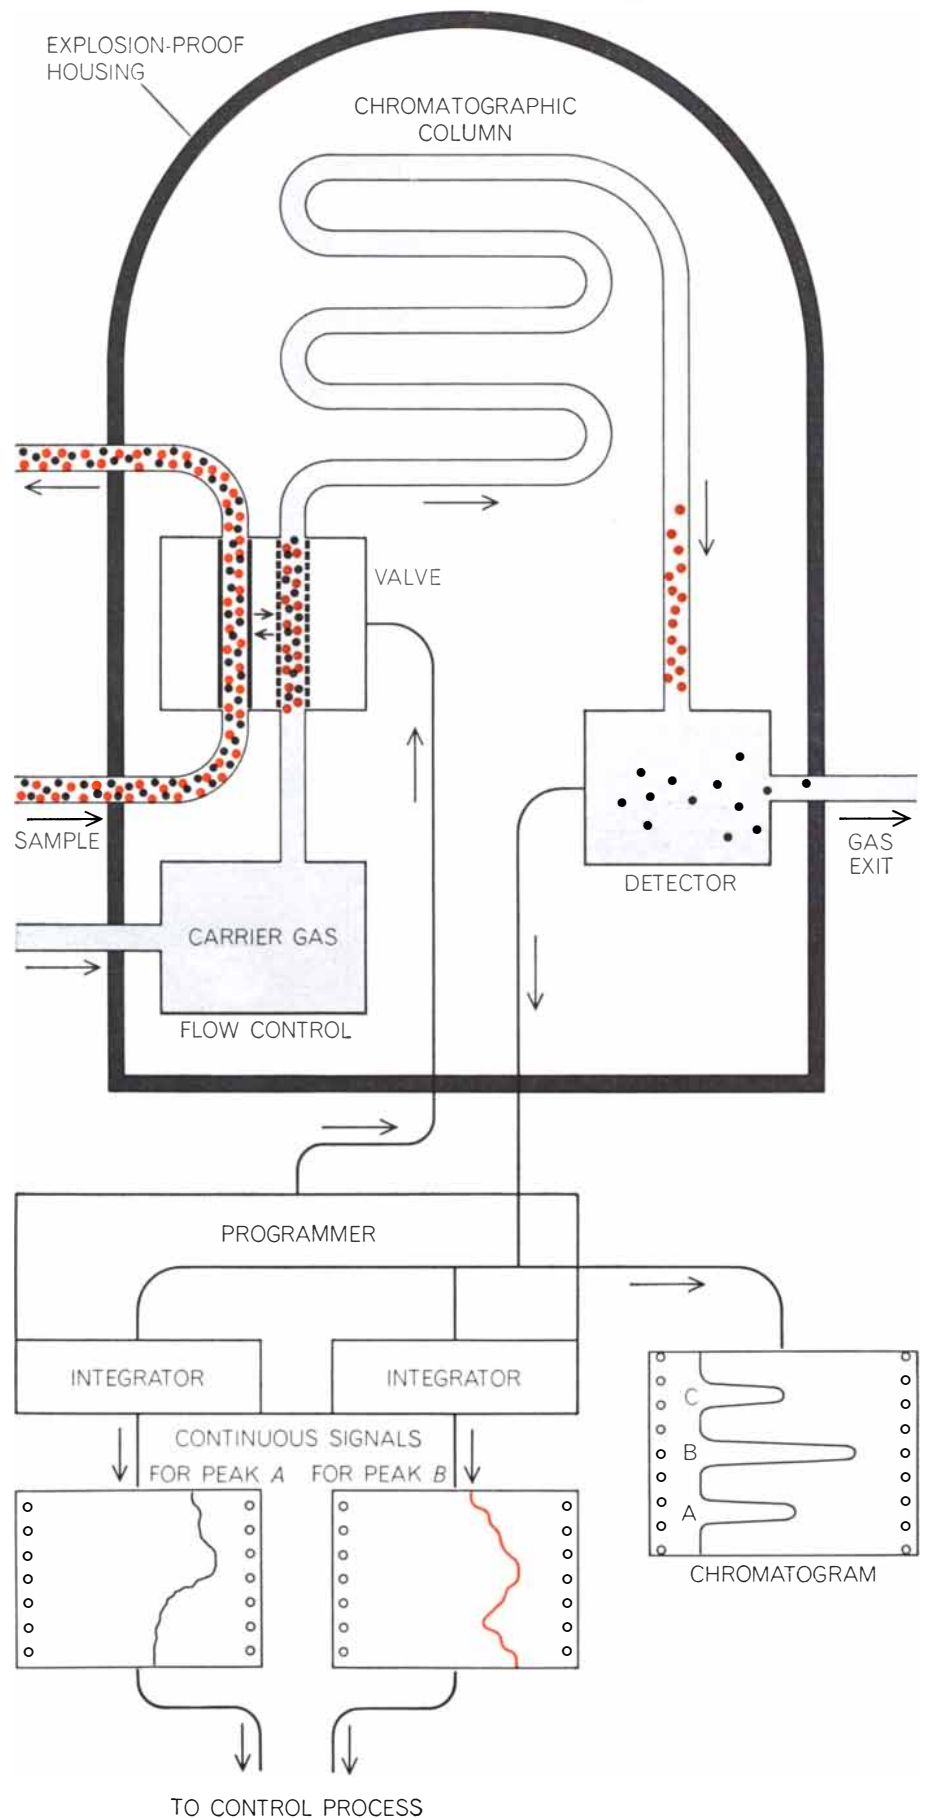 EXPLOSION-PROOF
HOUSING
CHROMATOGRAPHIC
COLUMN
VALVE
SAMPLE
GAS
EXIT
DETECTOR
CARRIER GAS
FLOW CONTROL
PROGRAMMER
INTEGRATOR
INTEGRATOR
C
B
A
CONTINUOUS SIGNALS
FOR PEAK A FOR PEAK B
CHROMATOGRAM
TO CONTROL PROCESS